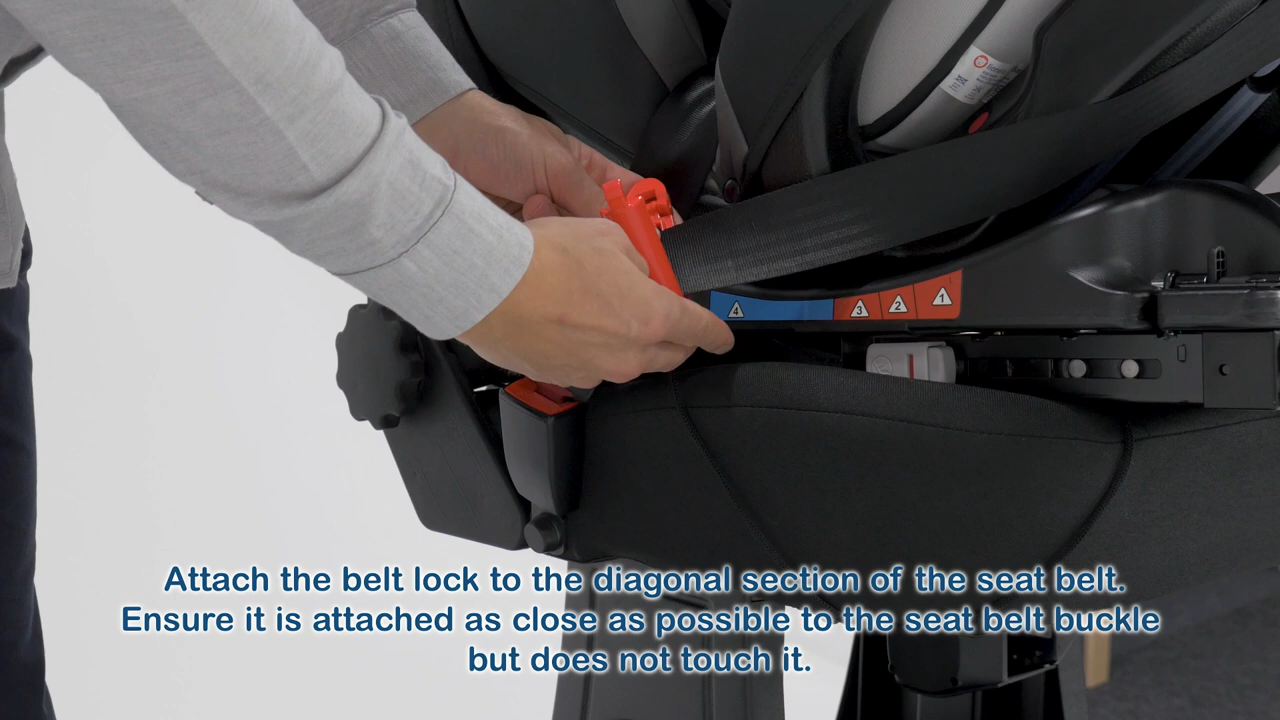 4 3 2 1
Attach the belt lock to the diagonal section of the seat belt.
Ensure it is attached as close as possible to the seat belt buckle
but does not touch it.